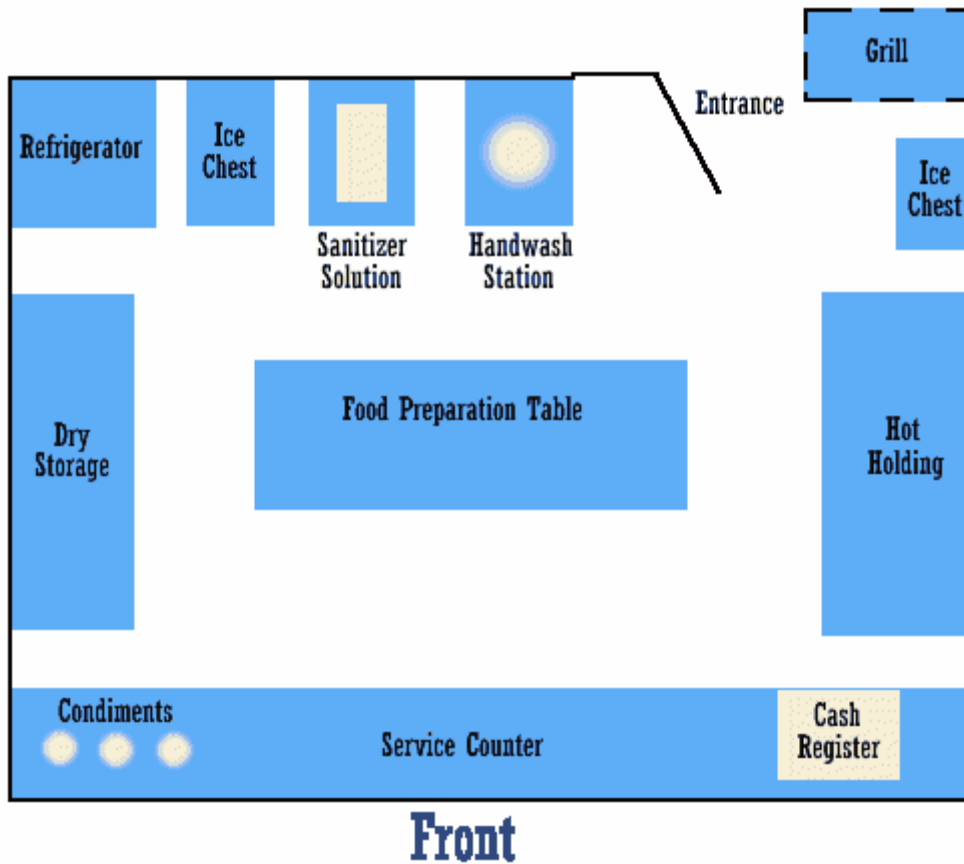 Grill
Entrance
Refrigerator
Ice
Chest
Ice
Chest
Sanitizer
Solution
Handwash
Station
Food Preparation Table
Dry
Storage
Hot
Holding
Condiments
Service Counter
Cash
Register
Front